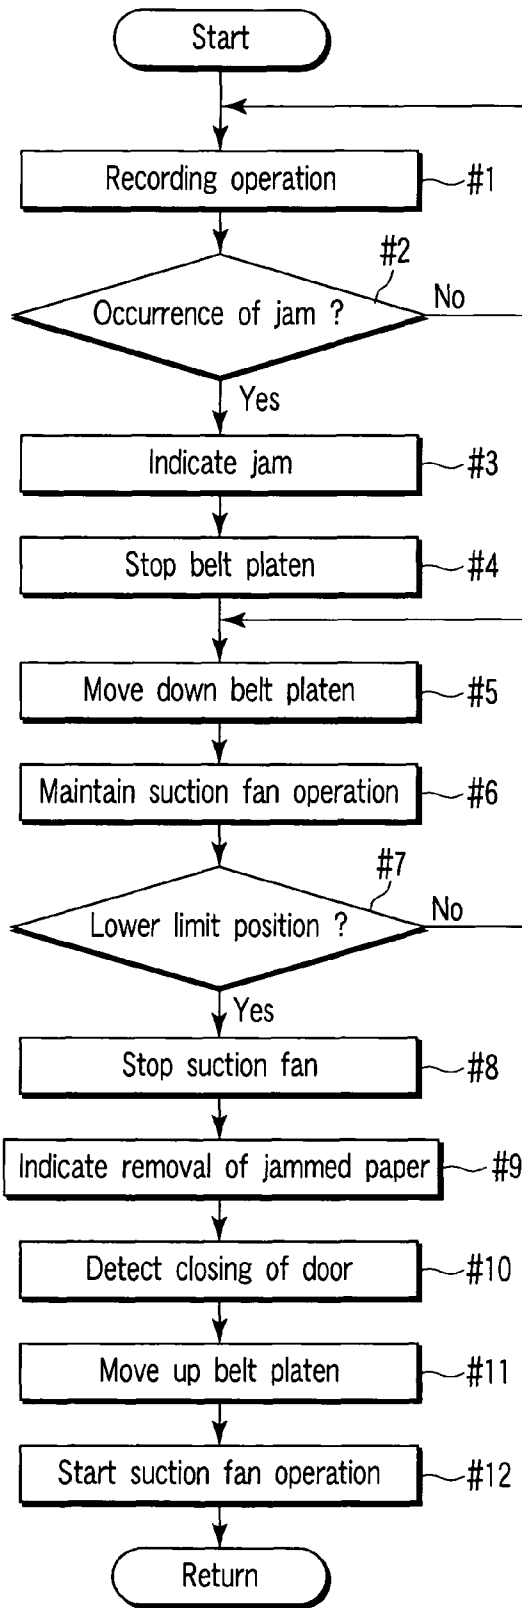 Start
Recording operation
#1
#2
Occurrence of jam ?
No
Yes
Indicate jam
#3
Stop belt platen
#4
Move down belt platen
#5
Maintain suction fan operation
#6
#7
Lower limit position ?
No
Yes
Stop suction fan
#8
Indicate removal of jammed paper
#9
Detect closing of door
#10
Move up belt platen
#11
Start suction fan operation
#12
Return